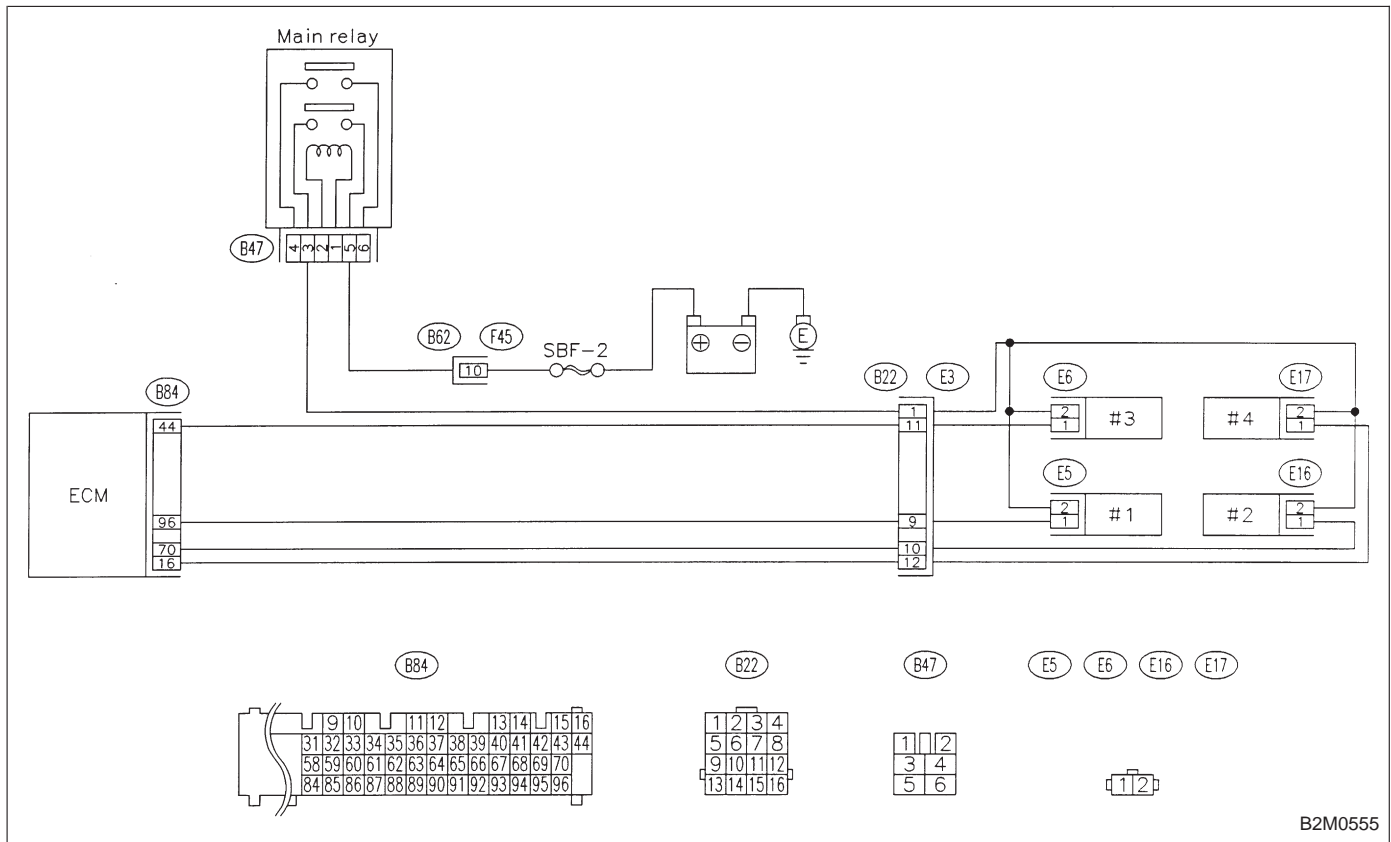 Main relay
B47
4 3 2 1 5 6
B62 F45
10
SBF-2
⊕ ⊖
E
B84
B22 E3
E6
E17
44
1
11
2
1
#3
#4
2
1
ECM
E5
E16
96
9
2
1
#1
#2
2
1
70
16
10
12
B84
B22
B47
E5 E6 E16 E17
9 10 11 12 13 14 15 16
31 32 33 34 35 36 37 38 39 40 41 42 43 44
58 59 60 61 62 63 64 65 66 67 68 69 70
84 85 86 87 88 89 90 91 92 93 94 95 96
1 2 3 4
5 6 7 8
9 10 11 12
13 14 15 16
1 2
3 4
5 6
1 2
B2M0555